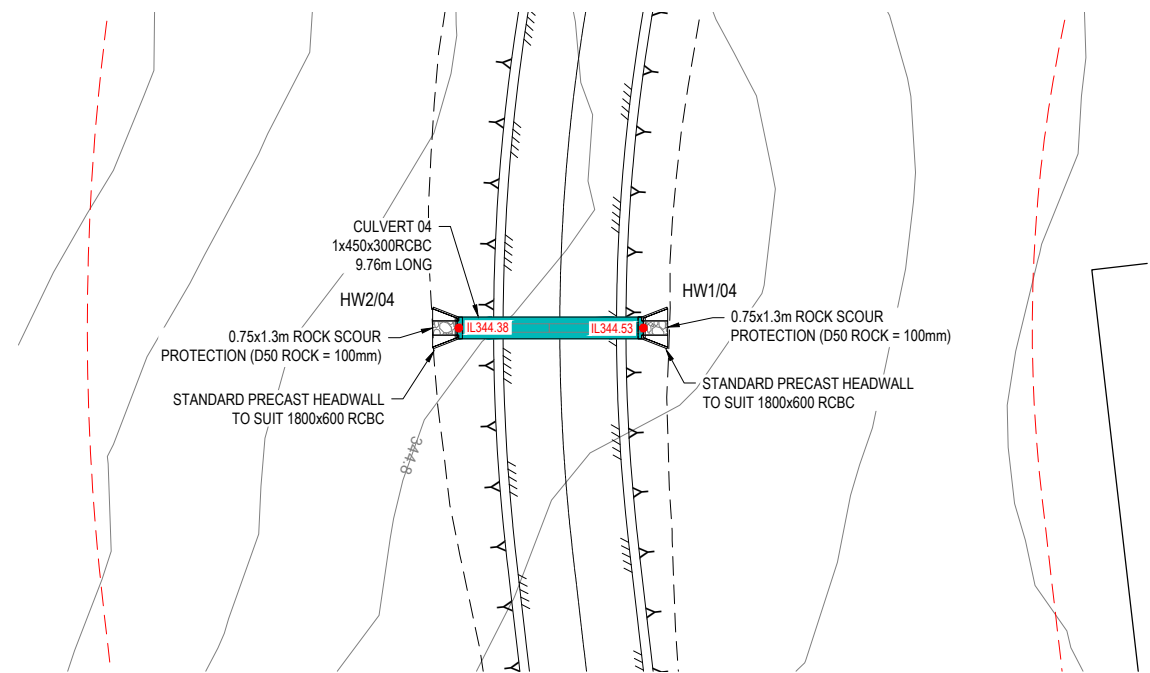 CULVERT 04
1x450x300RCBC
9.76m LONG
HW2/04
HW1/04
IL344.38
IL344.53
0.75x1.3m ROCK SCOUR
PROTECTION (D50 ROCK = 100mm)
0.75x1.3m ROCK SCOUR
PROTECTION (D50 ROCK = 100mm)
STANDARD PRECAST HEADWALL
TO SUIT 1800x600 RCBC
STANDARD PRECAST HEADWALL
TO SUIT 1800x600 RCBC
344.8